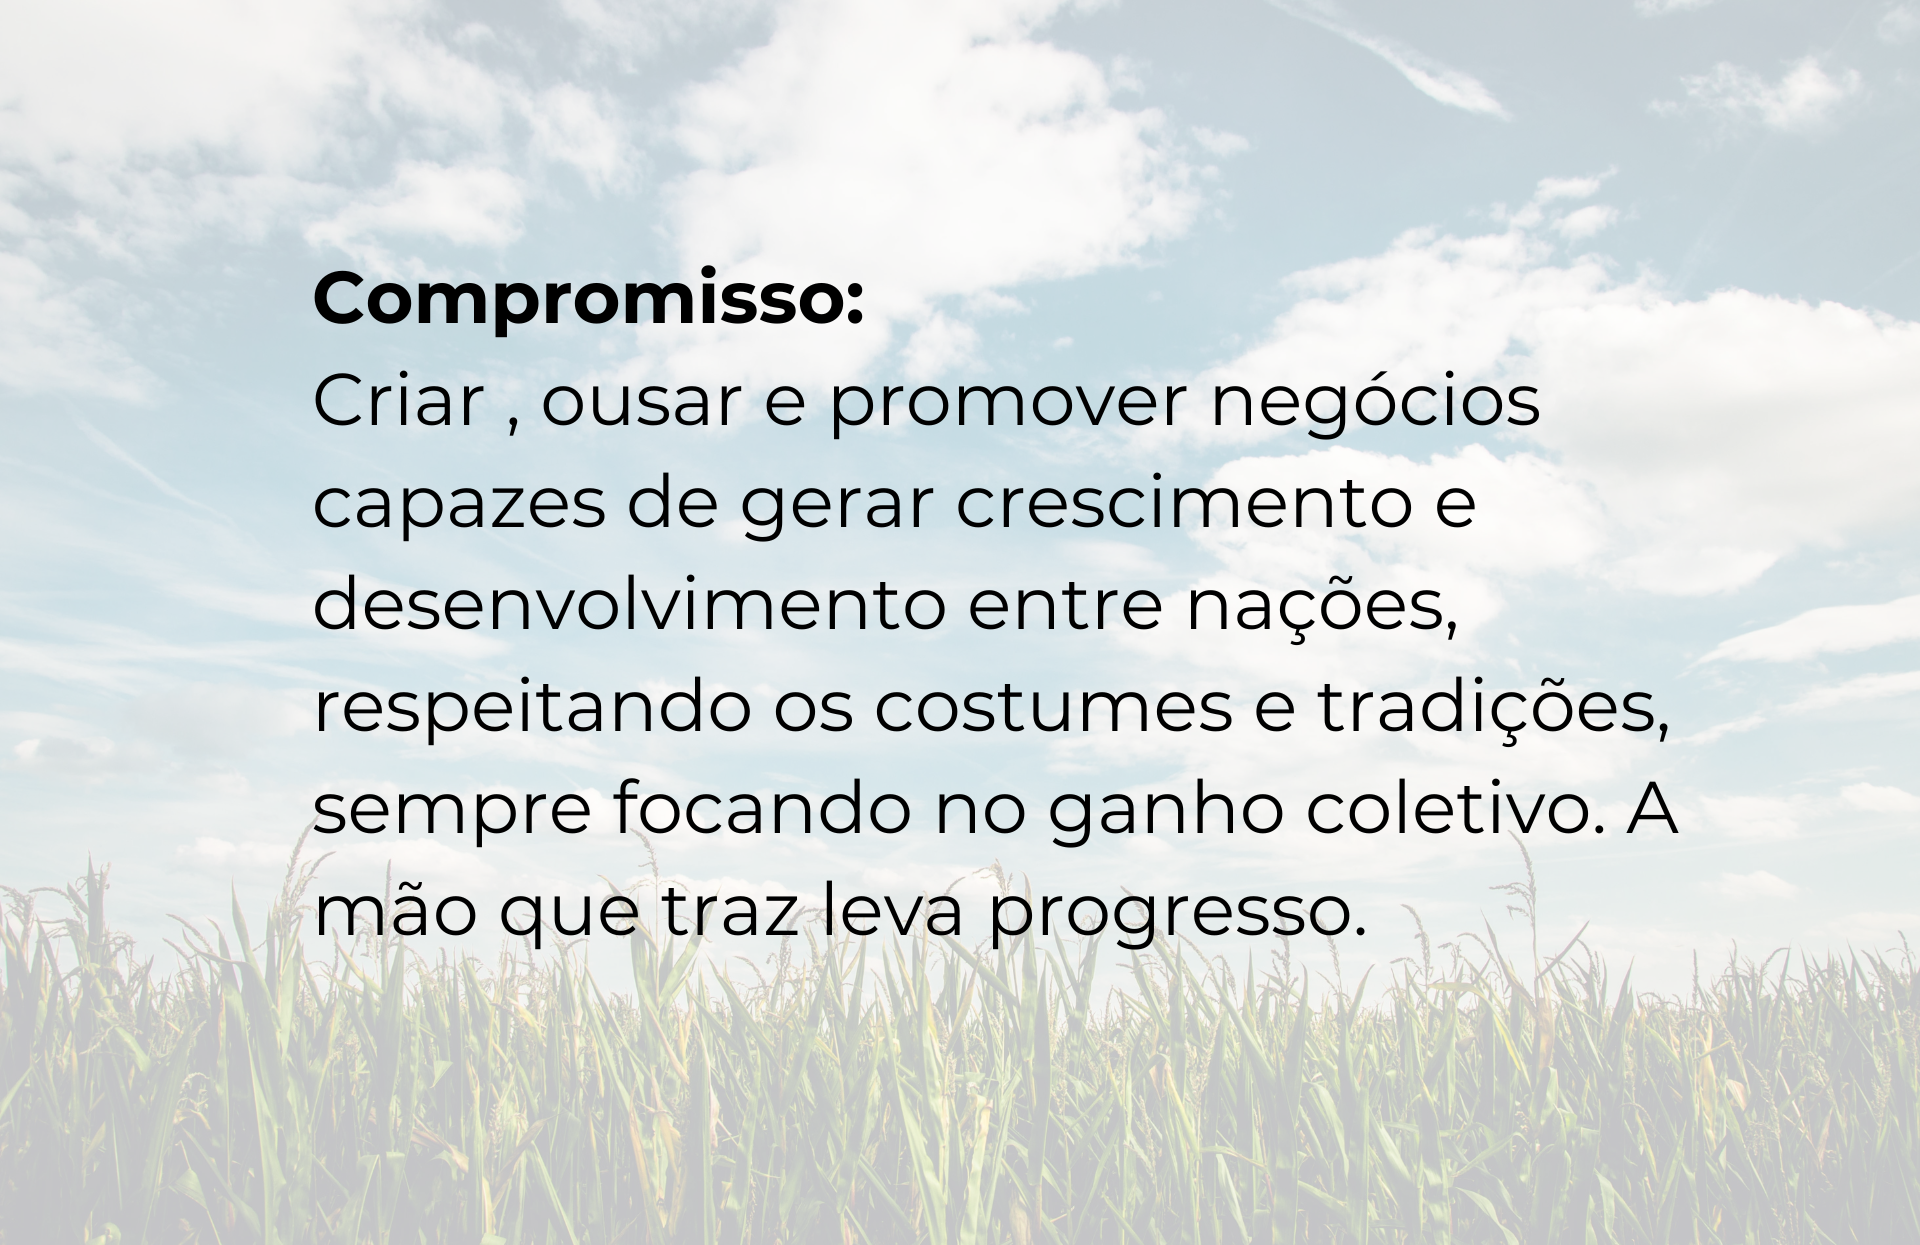 Compromisso:
Criar , ousar e promover negócios
capazes de gerar crescimento e
desenvolvimento entre nações,
respeitando os costumes e tradições,
sempre focando no ganho coletivo. A
mão que traz leva progresso.